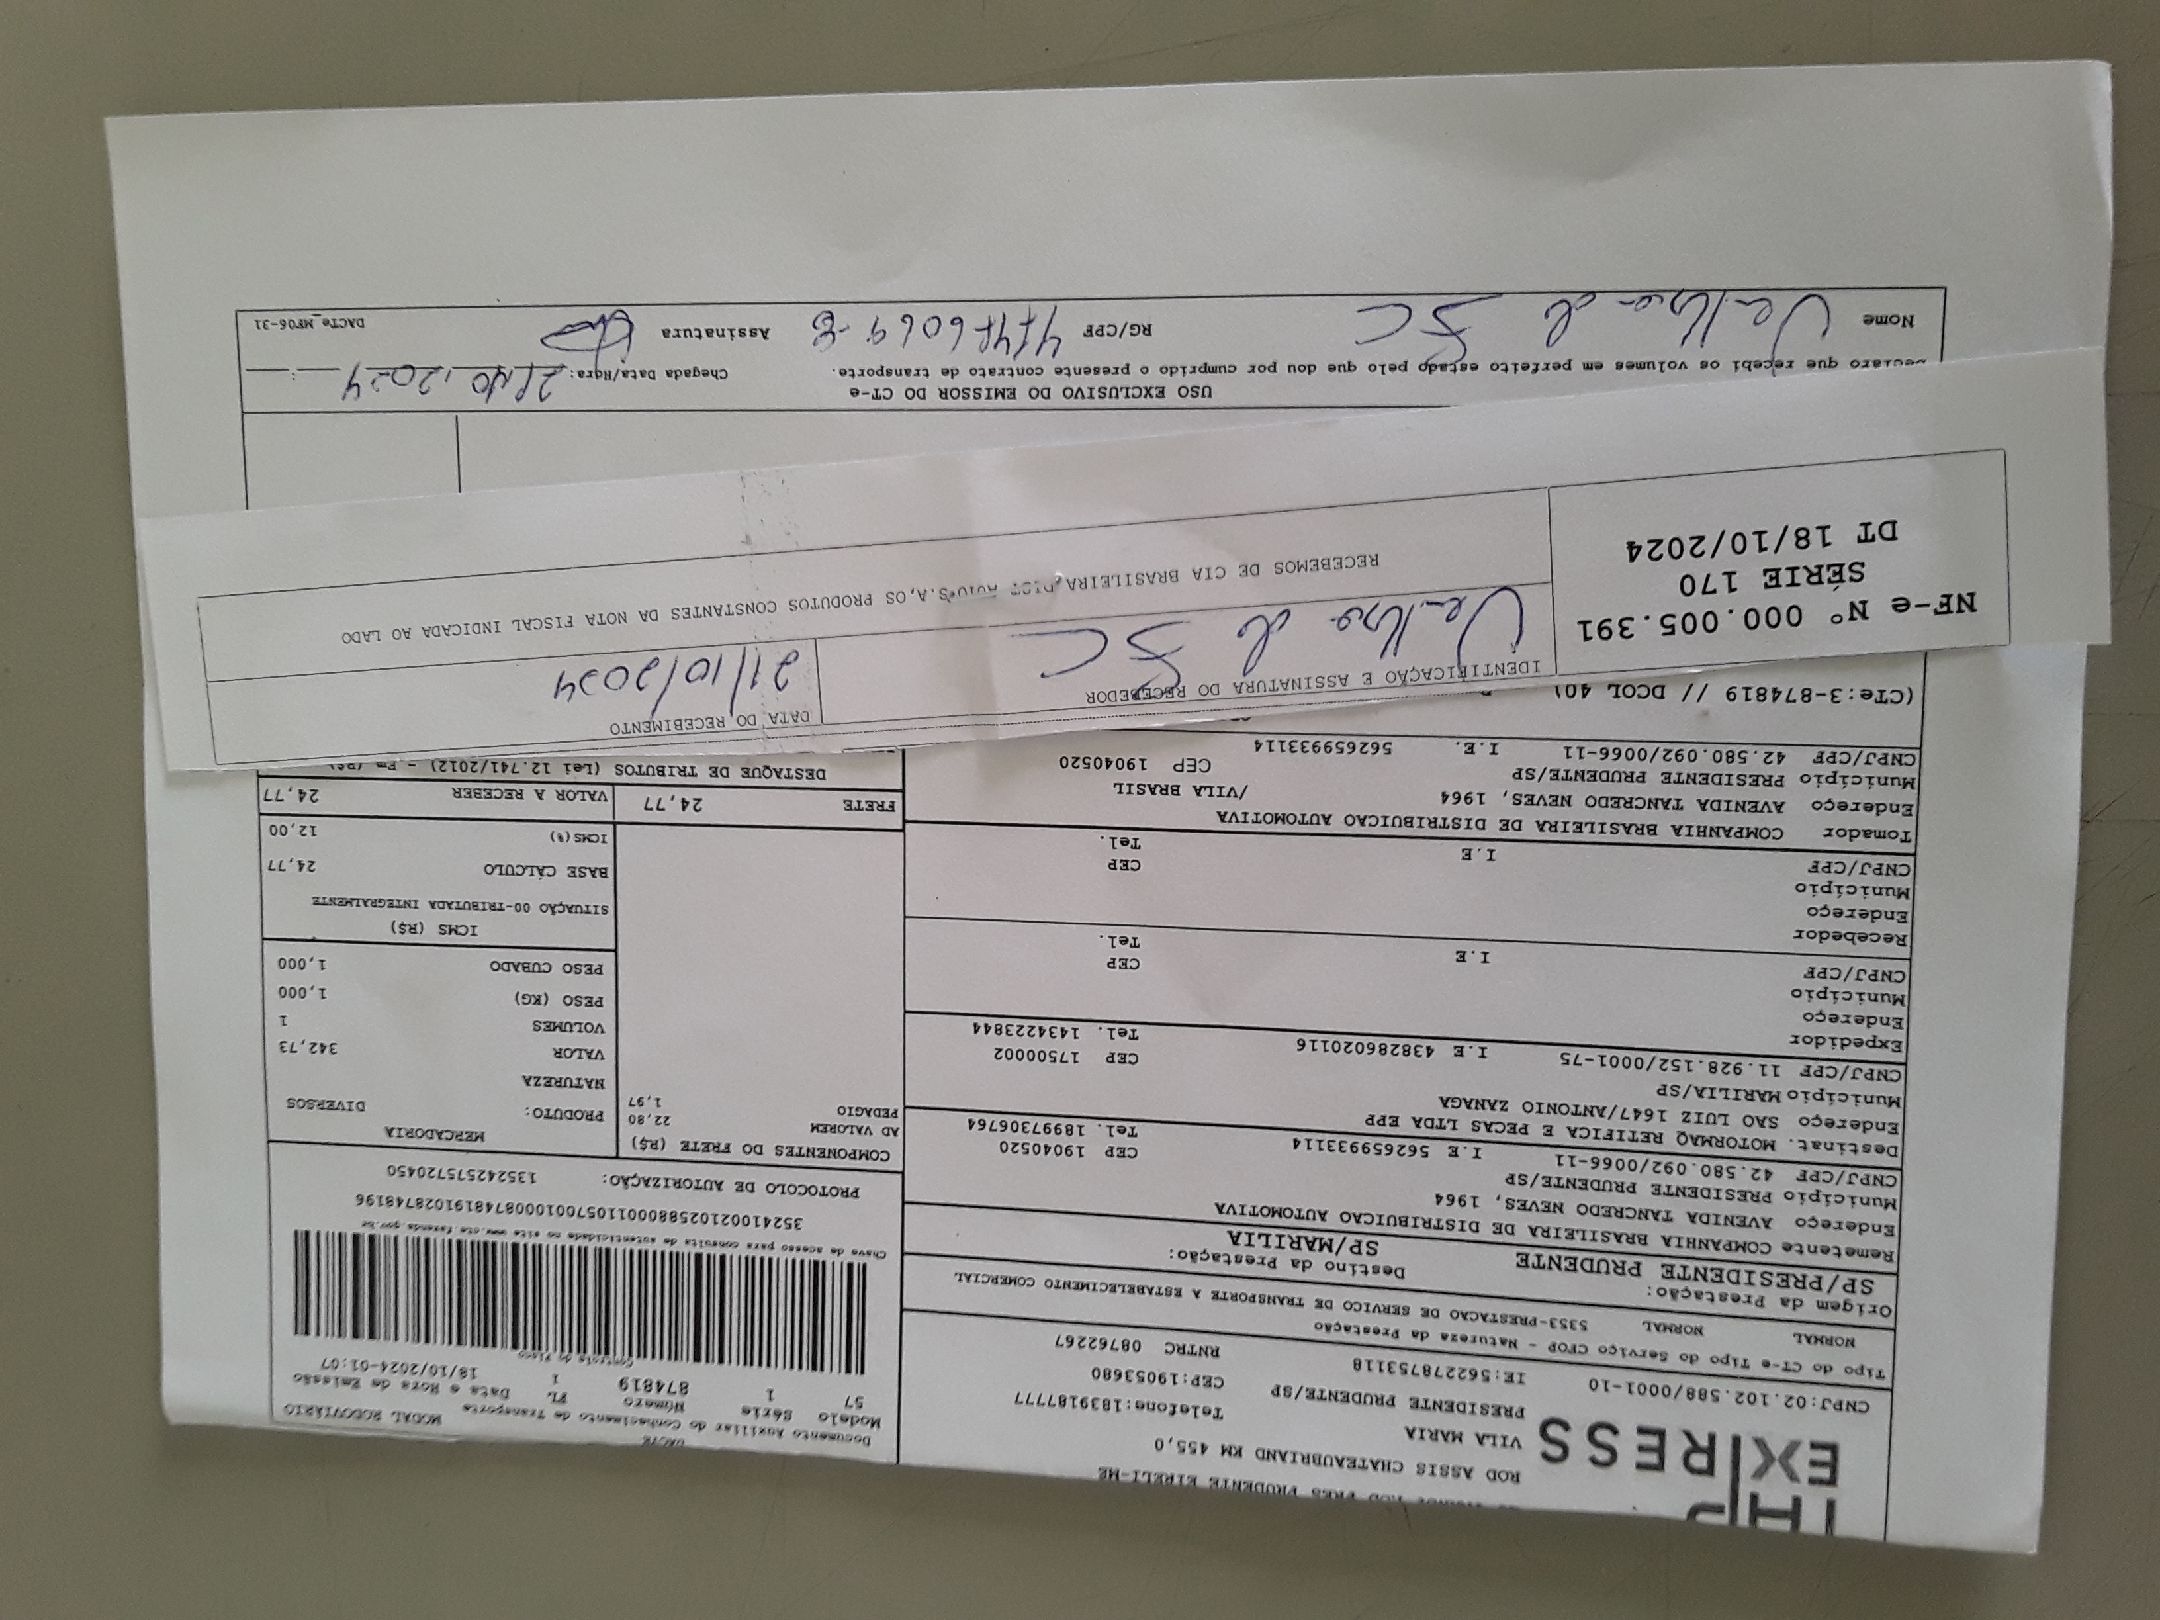 EXPRESS
ROD ASSIS CHATEAUBRIAND KM 455,0
VILA MARIA
Telefone:1839187777
PRESIDENTE PRUDENTE/SP
CEP:19053680
CNPJ:02.102.588/0001-10
IE:562278753118
RNTRC 08762267
Documento Auxiliar do Conhecimento de Transporte
MODAL RODOVIÁRIO
Modelo Série Número FL. Data e Hora de Emissão
57 1 874819 1 18/10/2024-01:07
Controle do Fisco
Chave de acesso para consulta de autenticidade no site www.cte.fazenda.gov.br
PROTOCOLO DE AUTORIZAÇÃO: 135242575720450
Tipo do CT-e Tipo do Serviço CFOP - Natureza da Prestação
NORMAL NORMAL 5353-PRESTACAO DE SERVICO DE TRANSPORTE A ESTABELECIMENTO COMERCIAL
Origem da Prestação: Destino da Prestação:
SP/PRESIDENTE PRUDENTE SP/MARILIA
Remetente COMPANHIA BRASILEIRA DE DISTRIBUICAO AUTOMOTIVA
Endereço AVENIDA TANCREDO NEVES, 1964
Município PRESIDENTE PRUDENTE/SP CEP 19040520
CNPJ/CPF 42.580.092/0066-11 I.E 562659933114 Tel. 18997306764
Destinat. MOTORMAQ RETIFICA E PECAS LTDA EPP
Endereço SAO LUIZ 1647/ANTONIO ZANAGA
Município MARILIA/SP CEP 17500002
CNPJ/CPF 11.928.152/0001-75 I.E 438286020116 Tel. 1434223844
Expedidor
Endereço
Município CEP
CNPJ/CPF I.E Tel.
Recebedor
Endereço
Município CEP
CNPJ/CPF I.E Tel.
Tomador COMPANHIA BRASILEIRA DE DISTRIBUICAO AUTOMOTIVA
Endereço AVENIDA TANCREDO NEVES, 1964 /VILA BRASIL
Município PRESIDENTE PRUDENTE/SP CEP 19040520
CNPJ/CPF 42.580.092/0066-11 I.E. 562659933114
(CTe:3-874819 // DCOL 40)
COMPONENTES DO FRETE (R$)
AD VALOREM 22,80
PEDAGIO 1,97
FRETE 24,77
MERCADORIA
PRODUTO: DIVERSOS
NATUREZA
VALOR 342,73
VOLUMES 1
PESO (KG) 1,000
PESO CUBADO 1,000
ICMS (R$)
SITUAÇÃO 00-TRIBUTADA INTEGRALMENTE
BASE CÁLCULO 24,77
ICMS(%) 12,00
VALOR A RECEBER 24,77
DESTAQUE DE TRIBUTOS (Lei 12.741/2012) - Em (R$)
DATA DO RECEBIMENTO
21/10/2024
IDENTIFICAÇÃO E ASSINATURA DO RECEBEDOR
NF-e Nº 000.005.391
SÉRIE 170
DT 18/10/2024
RECEBEMOS DE CIA BRASILEIRA DIST AUTO S.A,OS PRODUTOS CONSTANTES DA NOTA FISCAL INDICADA AO LADO
USO EXCLUSIVO DO EMISSOR DO CT-e
Declaro que recebi os volumes em perfeito estado pelo que dou por cumprido o presente contrato de transporte.
Chegada Data/Hora: 21/10/2024
Nome RG/CPF Assinatura
DACTe_MF06-31